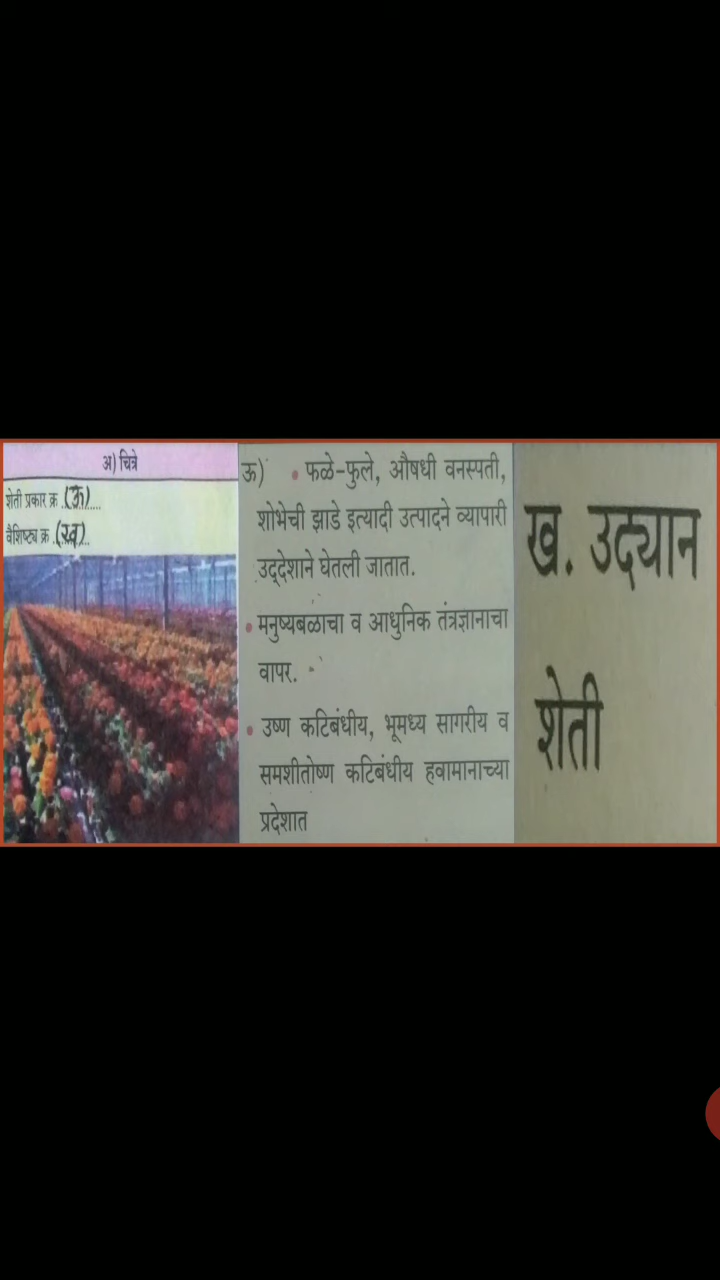 अ) चित्रे
शेती प्रकार क्र .(ऊ).....
वैशिष्ट्य क्र .(ख)..
ऊ) • फळे-फुले, औषधी वनस्पती,
शोभेची झाडे इत्यादी उत्पादने व्यापारी
उद्देशाने घेतली जातात.
• मनुष्यबळाचा व आधुनिक तंत्रज्ञानाचा
वापर.
• उष्ण कटिबंधीय, भूमध्य सागरीय व
समशीतोष्ण कटिबंधीय हवामानाच्या
प्रदेशात
ख. उद्यान
शेती